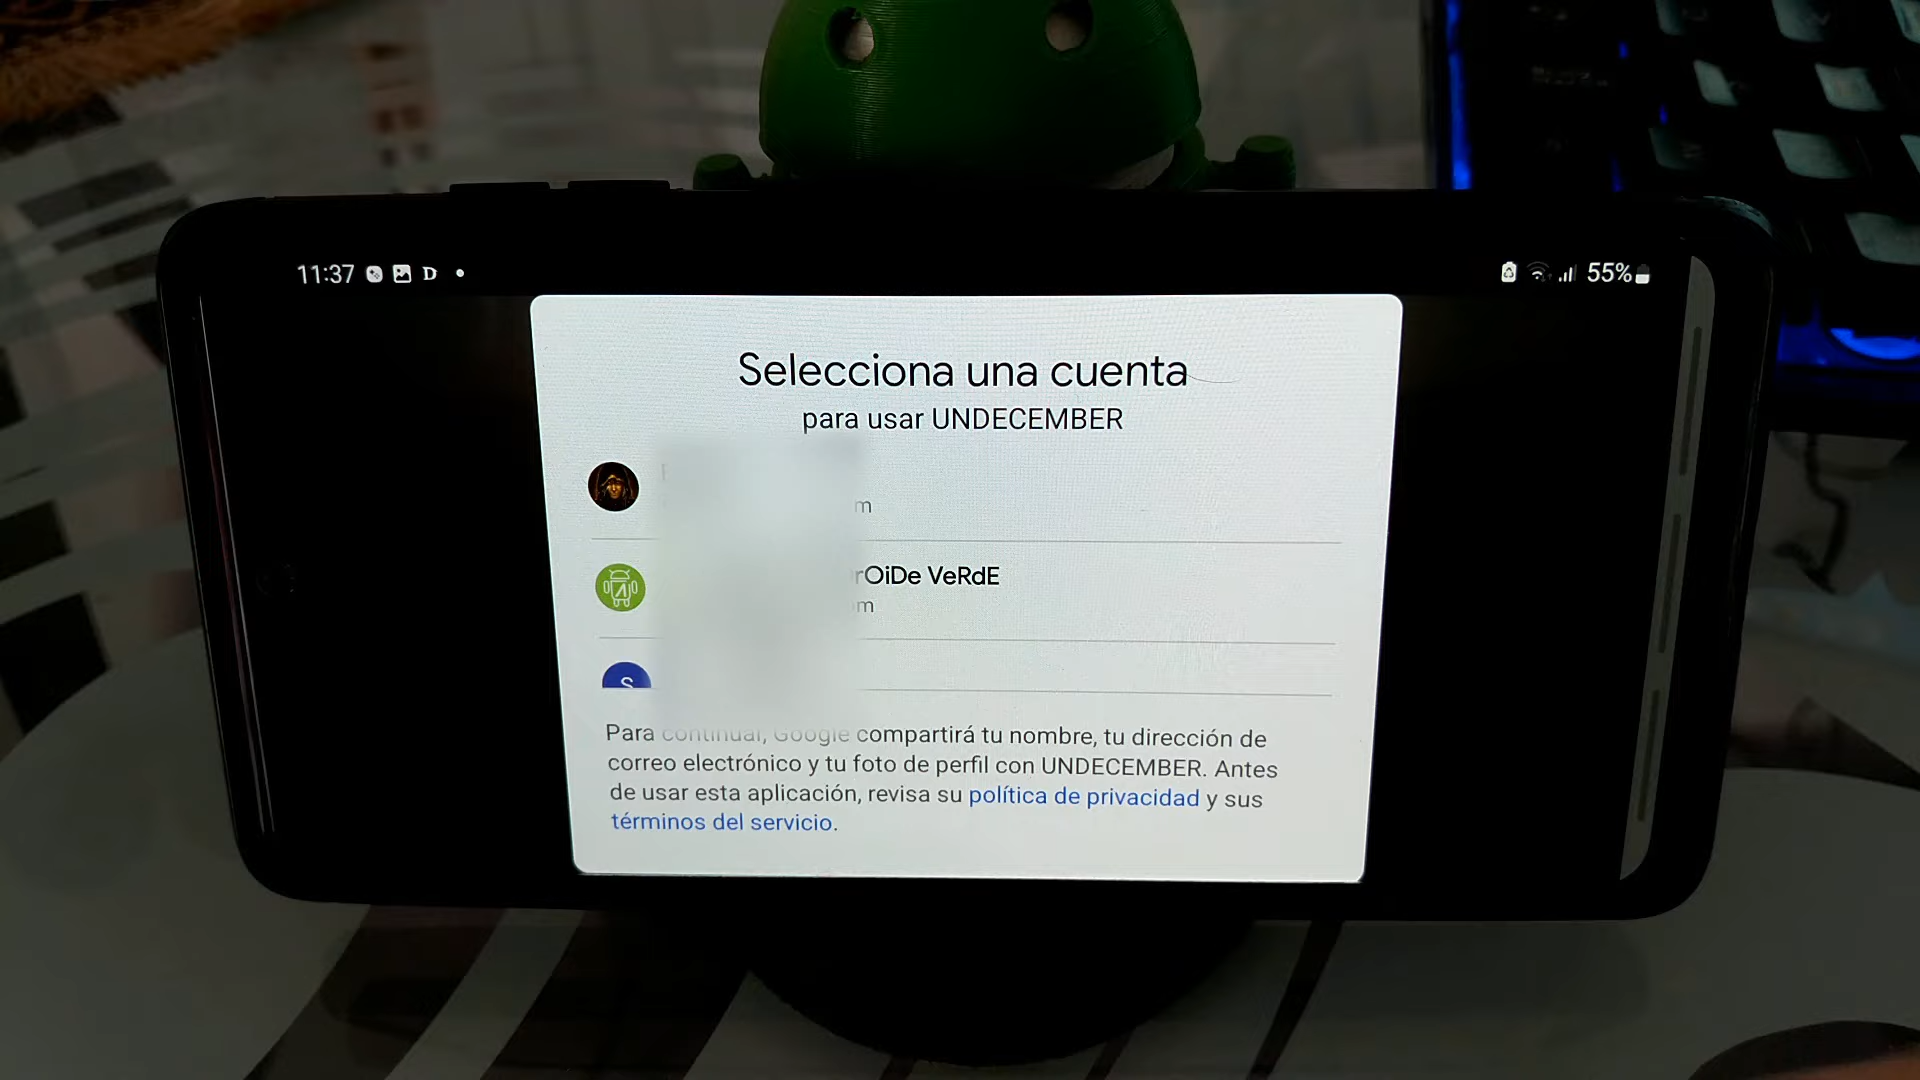 11:37 D
55%
Selecciona una cuenta
para usar UNDECEMBER
m
rOiDe VeRdE
m
S
Para continuar, Google compartirá tu nombre, tu dirección de
correo electrónico y tu foto de perfil con UNDECEMBER. Antes
de usar esta aplicación, revisa su política de privacidad y sus
términos del servicio.